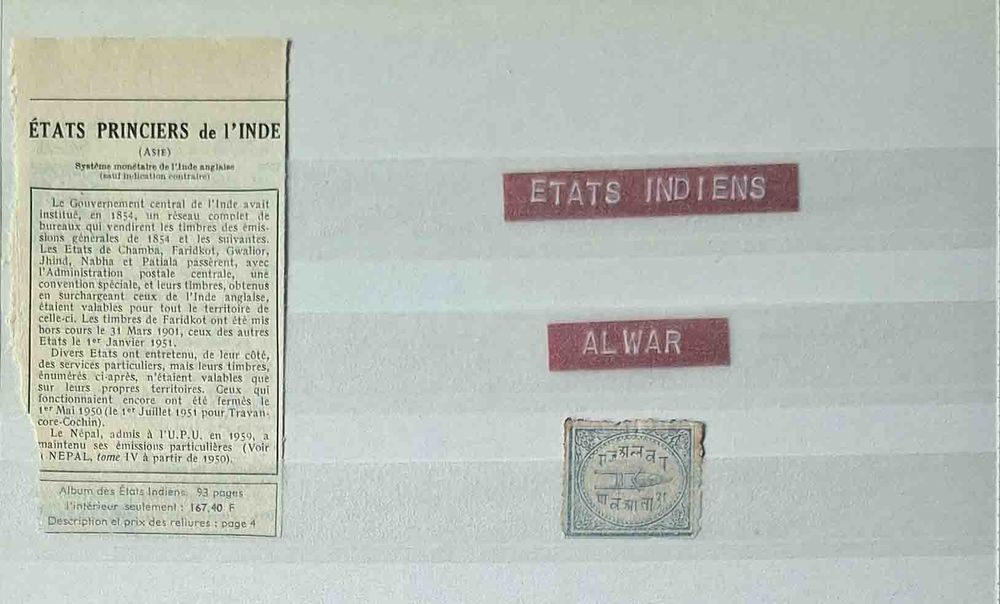 ÉTATS PRINCIERS de l'INDE
(ASIE)
Système monétaire de l'Inde anglaise
(sauf indication contraire)
Le Gouvernement central de l'Inde avait
institué, en 1854, un réseau complet de
bureaux qui vendirent les timbres des émis-
sions générales de 1854 et les suivantes.
Les Etats de Chamba, Faridkot, Gwalior,
Jhind, Nabha et Patiala passèrent, avec
l'Administration postale centrale, une
convention spéciale, et leurs timbres, obtenus
en surchargeant ceux de l'Inde anglaise,
étaient valables pour tout le territoire de
celle-ci. Les timbres de Faridkot ont été mis
hors cours le 31 Mars 1901, ceux des autres
Etats le 1er Janvier 1951.
Divers Etats ont entretenu, de leur côté,
des services particuliers, mais leurs timbres,
énumérés ci-après, n'étaient valables que
sur leurs propres territoires. Ceux qui
fonctionnaient encore ont été fermés le
1er Mai 1950 (le 1er Juillet 1951 pour Travan-
core-Cochin).
Le Népal, admis à l'U.P.U. en 1959, a
maintenu ses émissions particulières (Voir
NEPAL, tome IV à partir de 1950).
Album des États Indiens: 93 pages
l'intérieur seulement : 167,40 F
Description et prix des reliures : page 4
ETATS INDIENS
ALWAR